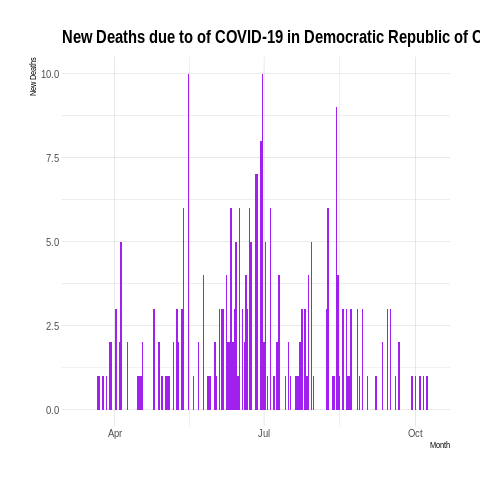 New Deaths due to of COVID-19 in Democratic Republic of C
New Deaths
10.0
7.5
5.0
2.5
0.0
Apr
Jul
Oct
Month